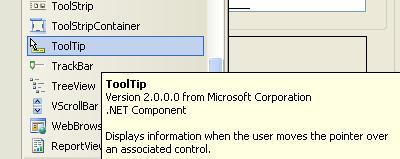 ToolStrip
ToolStripContainer
ToolTip
TrackBar
TreeView
VScrollBar
WebBrows
ReportView
ToolTip
Version 2.0.0.0 from Microsoft Corporation
.NET Component
Displays information when the user moves the pointer over
an associated control.